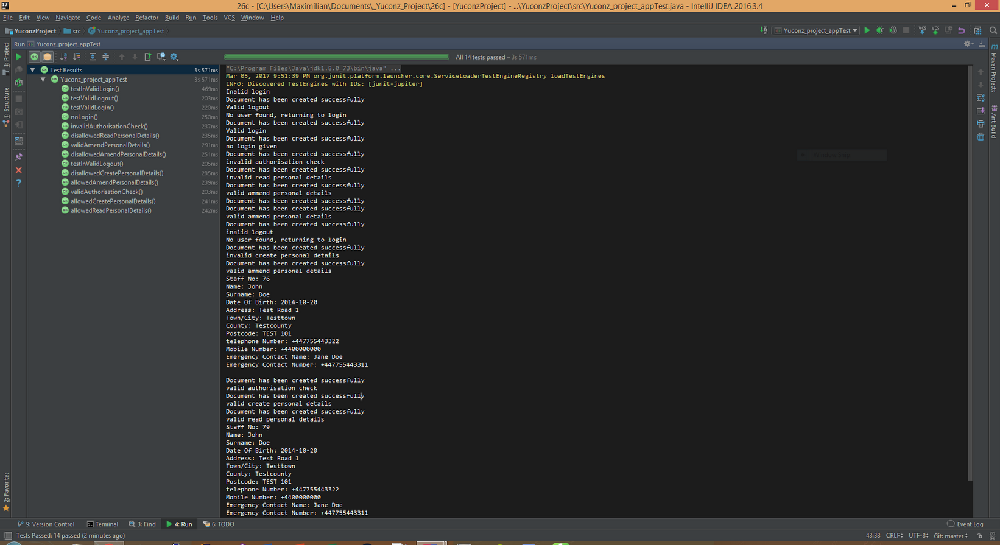 26c - [C:\Users\Maximilian\Documents\_Yuconz_Project\26c] - [YuconzProject] - ...\YuconzProject\src\Yuconz_project_appTest.java - IntelliJ IDEA 2016.3.4
File Edit View Navigate Code Analyze Refactor Build Run Tools VCS Window Help
YuconzProject src Yuconz_project_appTest
Yuconz_project_appTest
VCS VCS
Run Yuconz_project_appTest
All 14 tests passed – 3s 571ms
1: Project
7: Structure
2: Favorites
Test Results 3s 571ms
Yuconz_project_appTest 3s 571ms
testInValidLogin() 469ms
testValidLogout() 203ms
testValidLogin() 220ms
noLogin() 250ms
invalidAuthorisationCheck() 237ms
disallowedReadPersonalDetails() 235ms
validAmendPersonalDetails() 291ms
disallowedAmendPersonalDetails() 251ms
testInValidLogout() 205ms
disallowedCreatePersonalDetails() 285ms
allowedAmendPersonalDetails() 239ms
validAuthorisationCheck() 203ms
allowedCreatePersonalDetails() 241ms
allowedReadPersonalDetails() 242ms
"C:\Program Files\Java\jdk1.8.0_73\bin\java" ...
Mar 05, 2017 9:51:39 PM org.junit.platform.launcher.core.ServiceLoaderTestEngineRegistry loadTestEngines
INFO: Discovered TestEngines with IDs: [junit-jupiter]
Inalid login
Document has been created successfully
Valid logout
No user found, returning to login
Document has been created successfully
Valid login
Document has been created successfully
no login given
Document has been created successfully
invalid authorisation check
Document has been created successfully
invalid read personal details
Document has been created successfully
valid ammend personal details
Document has been created successfully
Document has been created successfully
valid ammend personal details
Document has been created successfully
inalid logout
No user found, returning to login
Document has been created successfully
invalid create personal details
Document has been created successfully
valid ammend personal details
Staff No: 76
Name: John
Surname: Doe
Date Of Birth: 2014-10-20
Address: Test Road 1
Town/City: Testtown
County: Testcounty
Postcode: TEST 101
telephone Number: +447755443322
Mobile Number: +4400000000
Emergency Contact Name: Jane Doe
Emergency Contact Number: +447755443311
Document has been created successfully
valid authorisation check
Document has been created successfully
valid create personal details
Document has been created successfully
valid read personal details
Staff No: 79
Name: John
Surname: Doe
Date Of Birth: 2014-10-20
Address: Test Road 1
Town/City: Testtown
County: Testcounty
Postcode: TEST 101
telephone Number: +447755443322
Mobile Number: +4400000000
Emergency Contact Name: Jane Doe
Emergency Contact Number: +447755443311
Maven Projects
Ant Build
9: Version Control Terminal 3: Find 4: Run 6: TODO Event Log
Tests Passed: 14 passed (2 minutes ago) 43:38 CRLF UTF-8 Git: master